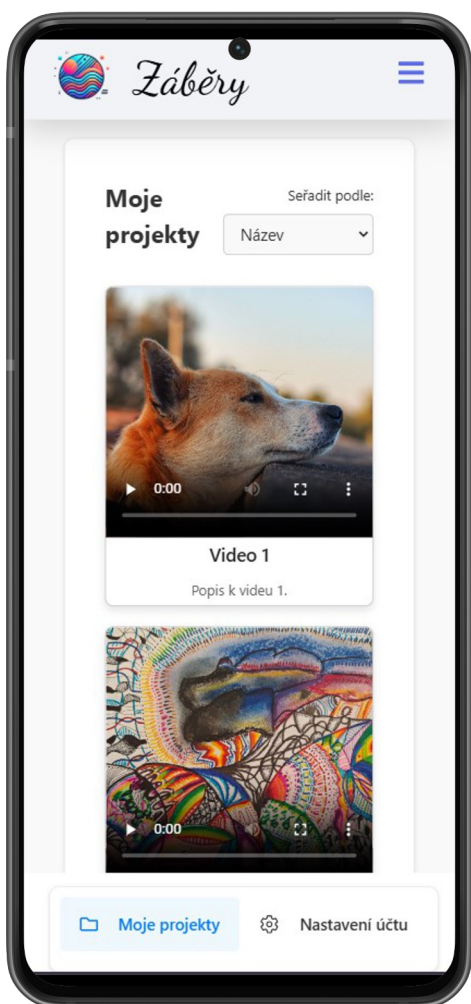 Záběry
Moje
projekty
Seřadit podle:
Název
0:00
Video 1
Popis k videu 1.
0:00
Moje projekty
Nastavení účtu